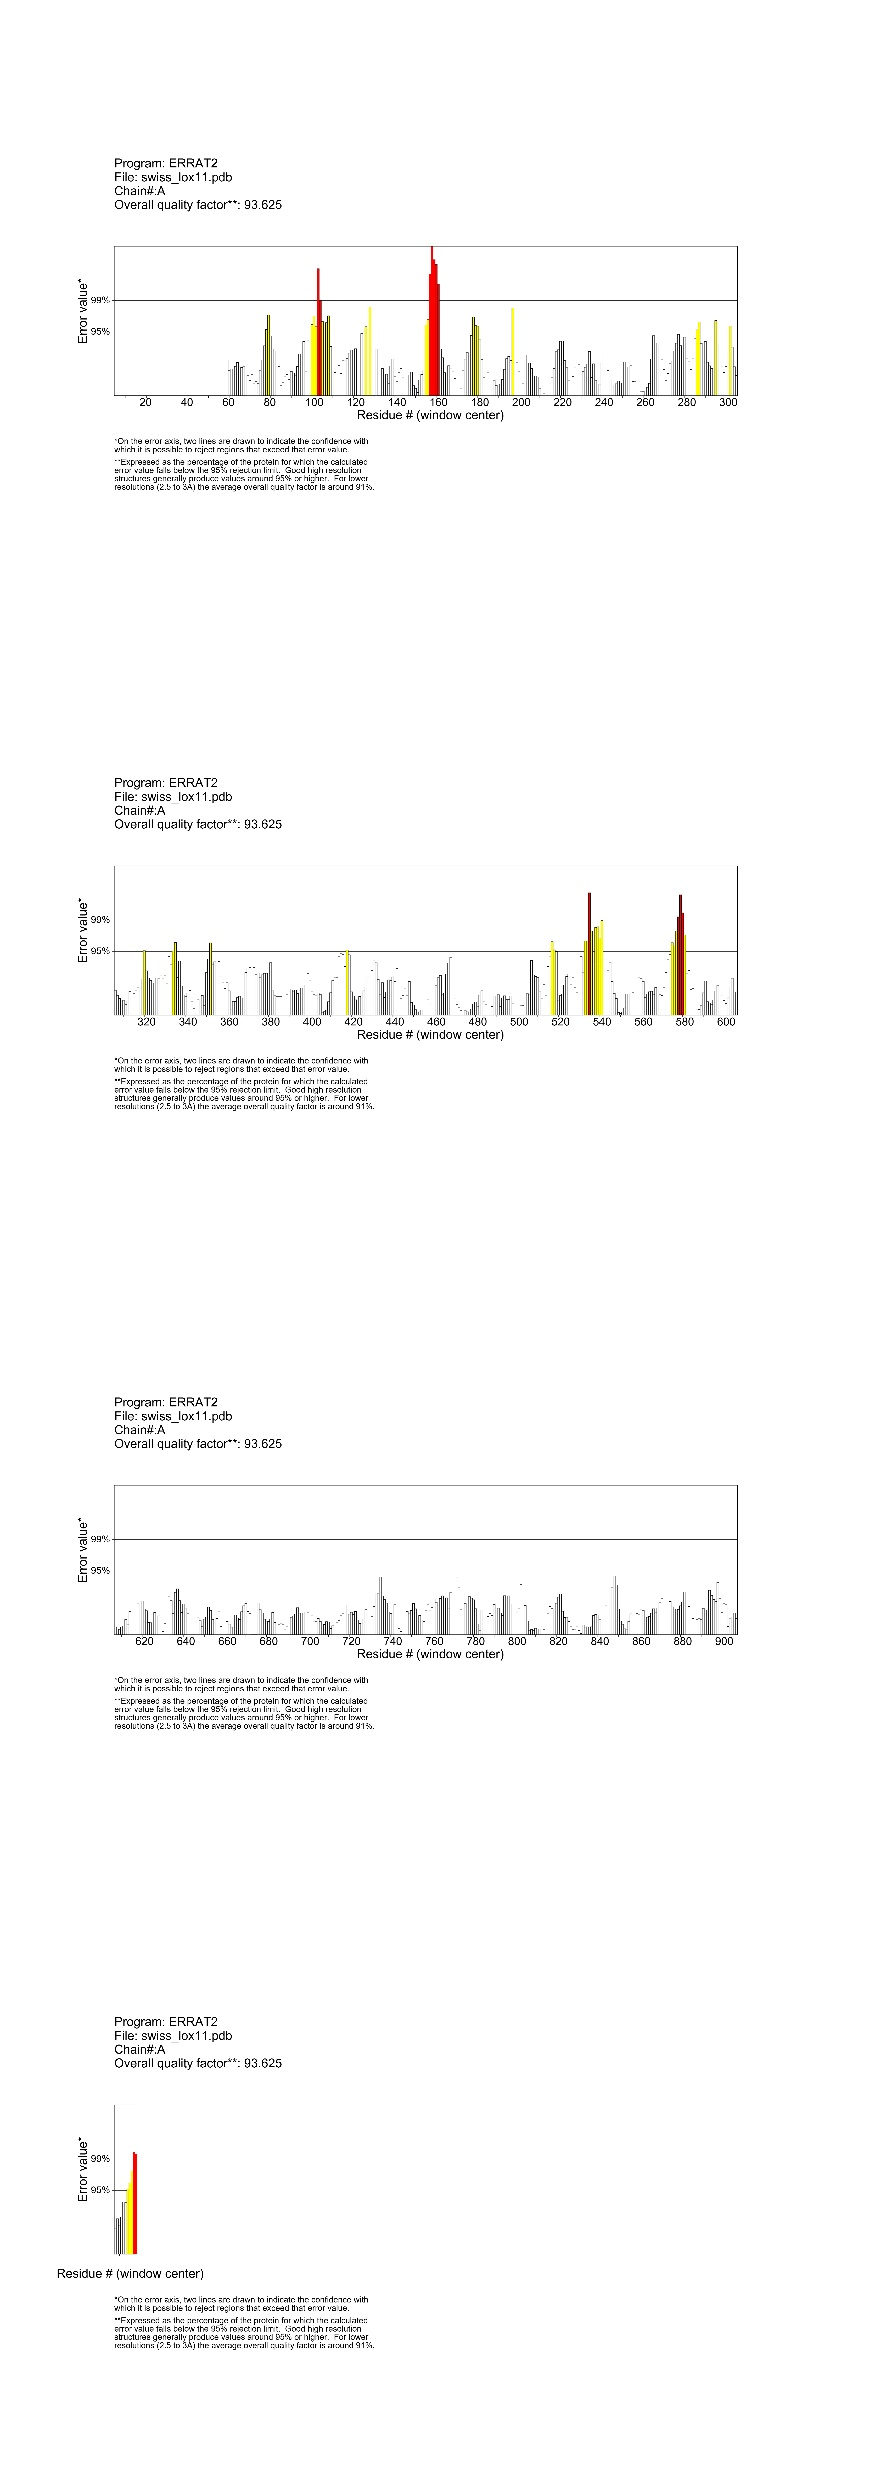 Program: ERRAT2
File: swiss_lox11.pdb
Chain#:A
Overall quality factor**: 93.625
Error value*
99%
95%
20 40 60 80 100 120 140 160 180 200 220 240 260 280 300
Residue # (window center)
*On the error axis, two lines are drawn to indicate the confidence with
which it is possible to reject regions that exceed that error value.
**Expressed as the percentage of the protein for which the calculated
error value falls below the 95% rejection limit. Good high resolution
structures generally produce values around 95% or higher. For lower
resolutions (2.5 to 3A) the average overall quality factor is around 91%.
Program: ERRAT2
File: swiss_lox11.pdb
Chain#:A
Overall quality factor**: 93.625
Error value*
99%
95%
320 340 360 380 400 420 440 460 480 500 520 540 560 580 600
Residue # (window center)
*On the error axis, two lines are drawn to indicate the confidence with
which it is possible to reject regions that exceed that error value.
**Expressed as the percentage of the protein for which the calculated
error value falls below the 95% rejection limit. Good high resolution
structures generally produce values around 95% or higher. For lower
resolutions (2.5 to 3A) the average overall quality factor is around 91%.
Program: ERRAT2
File: swiss_lox11.pdb
Chain#:A
Overall quality factor**: 93.625
Error value*
99%
95%
620 640 660 680 700 720 740 760 780 800 820 840 860 880 900
Residue # (window center)
*On the error axis, two lines are drawn to indicate the confidence with
which it is possible to reject regions that exceed that error value.
**Expressed as the percentage of the protein for which the calculated
error value falls below the 95% rejection limit. Good high resolution
structures generally produce values around 95% or higher. For lower
resolutions (2.5 to 3A) the average overall quality factor is around 91%.
Program: ERRAT2
File: swiss_lox11.pdb
Chain#:A
Overall quality factor**: 93.625
Error value*
99%
95%
Residue # (window center)
*On the error axis, two lines are drawn to indicate the confidence with
which it is possible to reject regions that exceed that error value.
**Expressed as the percentage of the protein for which the calculated
error value falls below the 95% rejection limit. Good high resolution
structures generally produce values around 95% or higher. For lower
resolutions (2.5 to 3A) the average overall quality factor is around 91%.